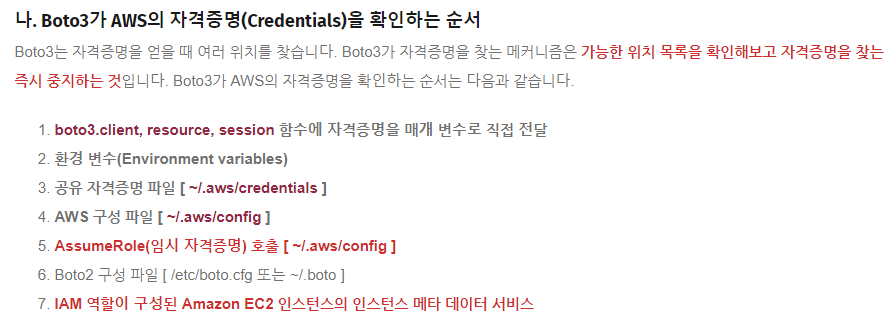 나. Boto3가 AWS의 자격증명(Credentials)을 확인하는 순서
Boto3는 자격증명을 얻을 때 여러 위치를 찾습니다. Boto3가 자격증명을 찾는 메커니즘은 가능한 위치 목록을 확인해보고 자격증명을 찾는
즉시 중지하는 것입니다. Boto3가 AWS의 자격증명을 확인하는 순서는 다음과 같습니다.
1. boto3.client, resource, session 함수에 자격증명을 매개 변수로 직접 전달
2. 환경 변수(Environment variables)
3. 공유 자격증명 파일 [ ~/.aws/credentials ]
4. AWS 구성 파일 [ ~/.aws/config ]
5. AssumeRole(임시 자격증명) 호출 [ ~/.aws/config ]
6. Boto2 구성 파일 [ /etc/boto.cfg 또는 ~/.boto ]
7. IAM 역할이 구성된 Amazon EC2 인스턴스의 인스턴스 메타 데이터 서비스